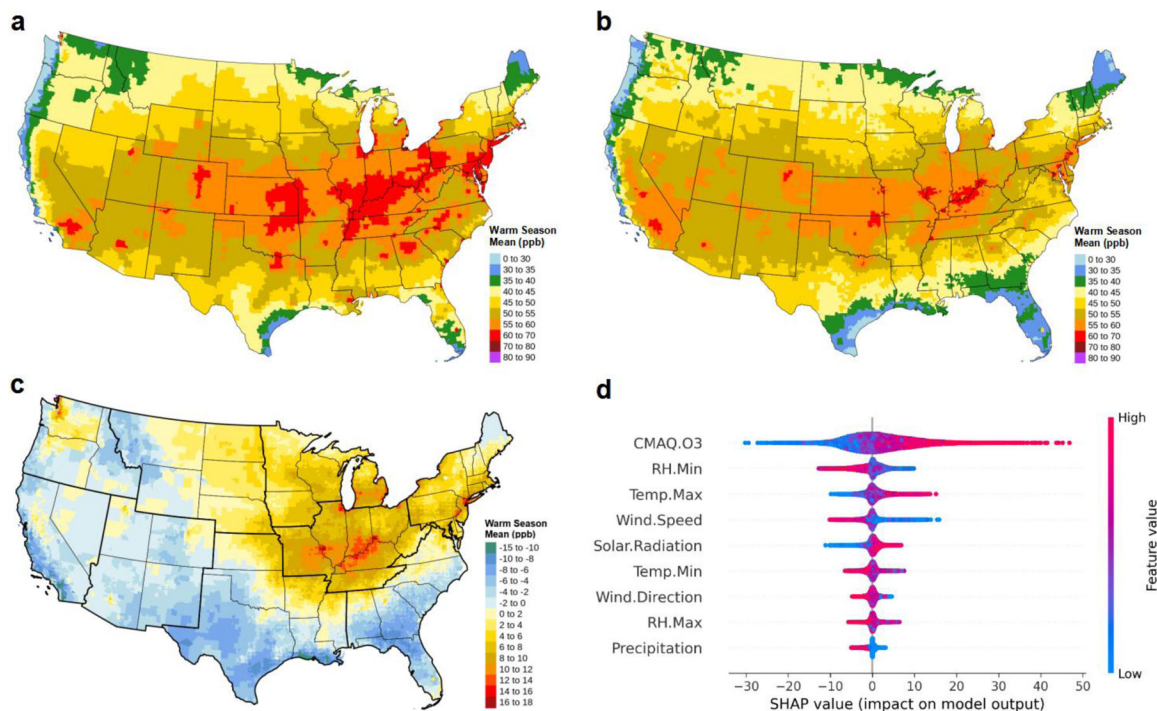 a
Warm Season
Mean (ppb)
0 to 30
30 to 35
35 to 40
40 to 45
45 to 50
50 to 55
55 to 60
60 to 70
70 to 80
80 to 90
b
Warm Season
Mean (ppb)
0 to 30
30 to 35
35 to 40
40 to 45
45 to 50
50 to 55
55 to 60
60 to 70
70 to 80
80 to 90
c
Warm Season
Mean (ppb)
-15 to -10
-10 to -8
-8 to -6
-6 to -4
-4 to -2
-2 to 0
0 to 2
2 to 4
4 to 6
6 to 8
8 to 10
10 to 12
12 to 14
14 to 16
16 to 18
d
CMAQ.O3
RH.Min
Temp.Max
Wind.Speed
Solar.Radiation
Temp.Min
Wind.Direction
RH.Max
Precipitation
−30 −20 −10 0 10 20 30 40 50
SHAP value (impact on model output)
High
Feature value
Low